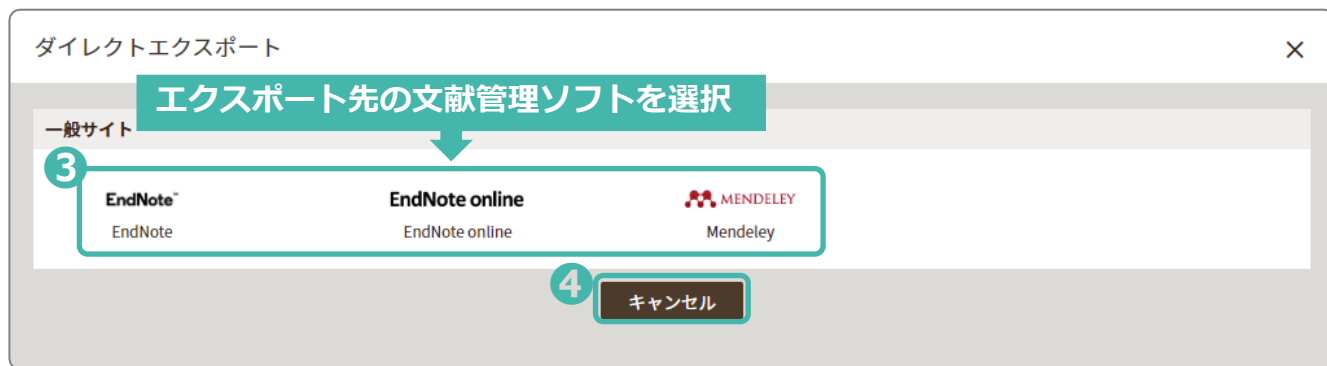 ダイレクトエクスポート
×
エクスポート先の文献管理ソフトを選択
一般サイト
3
EndNote™ EndNote online MENDELEY
EndNote EndNote online Mendeley
4
キャンセル